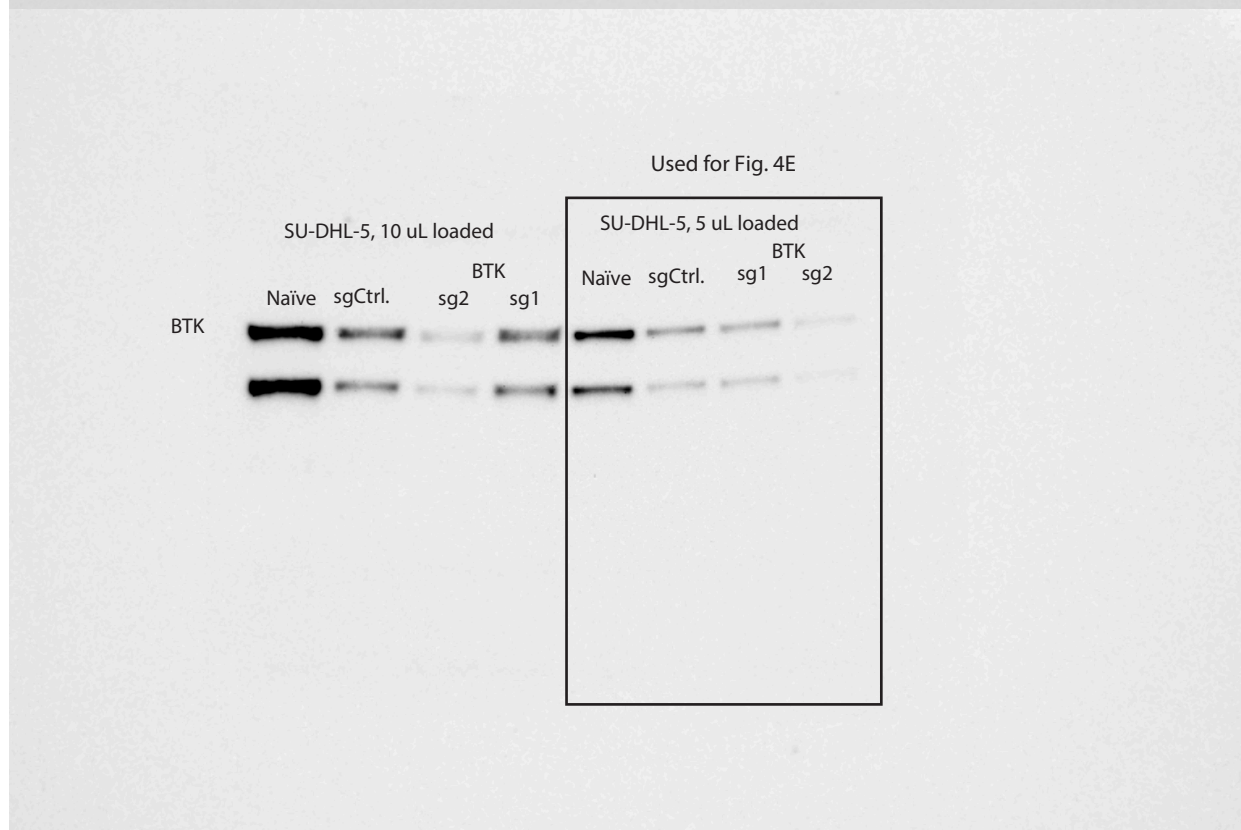 Used for Fig. 4E
SU-DHL-5, 10 uL loaded
BTK
Naïve sgCtrl. sg2 sg1
BTK
SU-DHL-5, 5 uL loaded
BTK
Naïve sgCtrl. sg1 sg2